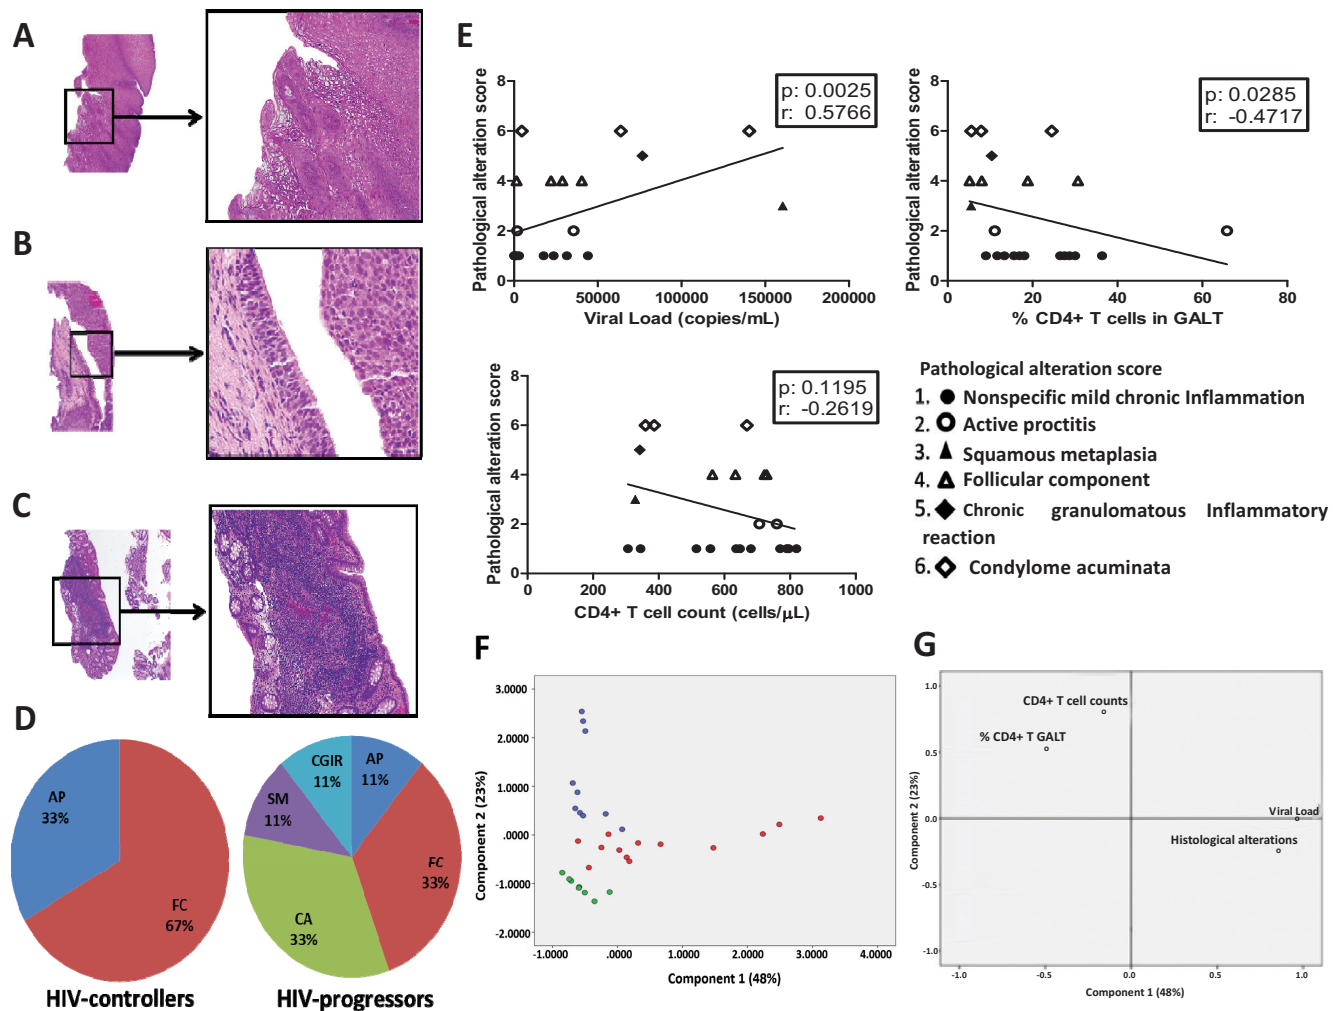 A
B
C
D
AP
33%
FC
67%
HIV-controllers
CGIR
11%
AP
11%
SM
11%
FC
33%
CA
33%
HIV-progressors
E
Pathological alteration score
8
6
4
2
0
p: 0.0025
r: 0.5766
0 50000 100000 150000 200000
Viral Load (copies/mL)
Pathological alteration score
8
6
4
2
0
p: 0.0285
r: -0.4717
0 20 40 60 80
% CD4+ T cells in GALT
Pathological alteration score
8
6
4
2
0
p: 0.1195
r: -0.2619
0 200 400 600 800 1000
CD4+ T cell count (cells/µL)
Pathological alteration score
1. Nonspecific mild chronic Inflammation
2. Active proctitis
3. Squamous metaplasia
4. Follicular component
5. Chronic granulomatous Inflammatory
reaction
6. Condylome acuminata
F
Component 2 (23%)
3.0000
2.0000
1.0000
.0000
-1.0000
-2.0000
-1.0000 .0000 1.0000 2.0000 3.0000 4.0000
Component 1 (48%)
G
Component 2 (23%)
1.0
0.5
0.0
-0.5
-1.0
CD4+ T cell counts
% CD4+ T GALT
Viral Load
Histological alterations
-1.0 -0.5 0.0 0.5 1.0
Component 1 (48%)